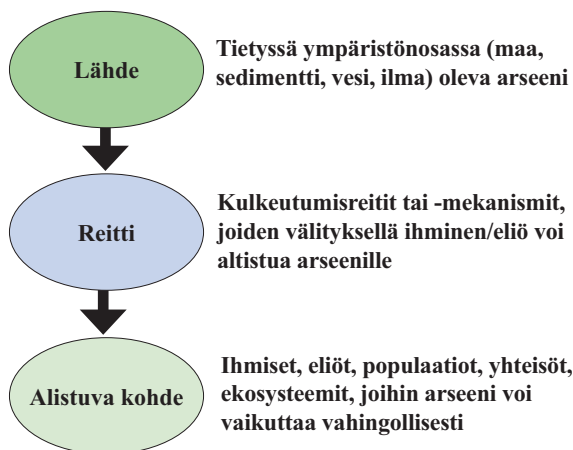 Lähde
Tietyssä ympäristönosassa (maa,
sedimentti, vesi, ilma) oleva arseeni
Reitti
Kulkeutumisreitit tai -mekanismit,
joiden välityksellä ihminen/eliö voi
altistua arseenille
Alistuva kohde
Ihmiset, eliöt, populaatiot, yhteisöt,
ekosysteemit, joihin arseeni voi
vaikuttaa vahingollisesti